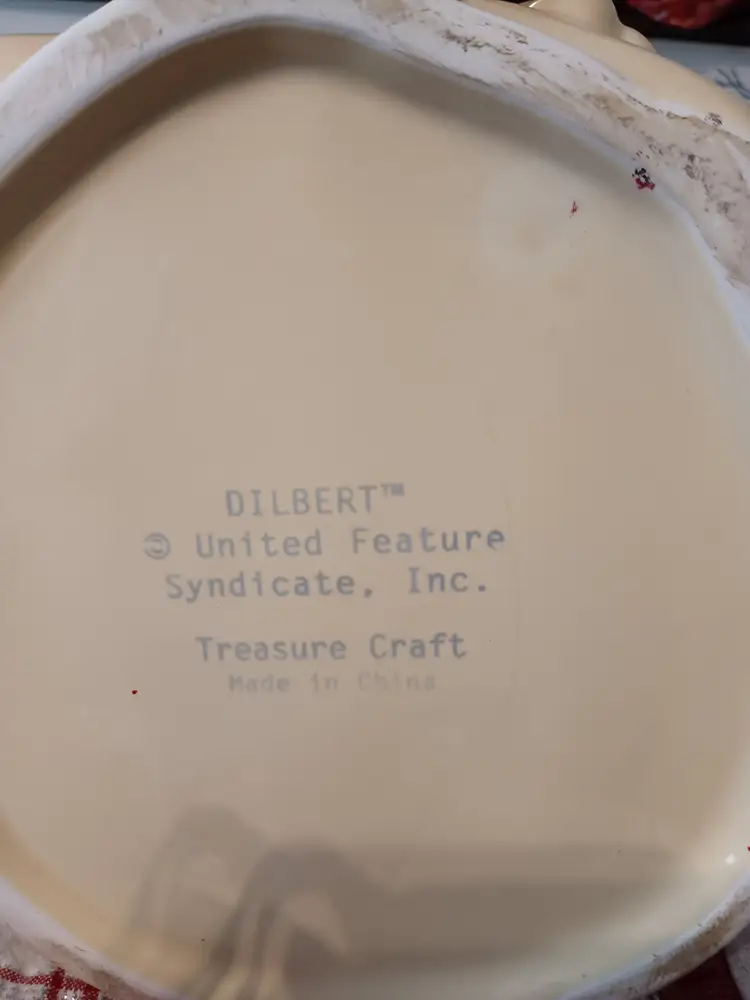 DILBERT™
© United Feature
Syndicate, Inc.
Treasure Craft
Made in China